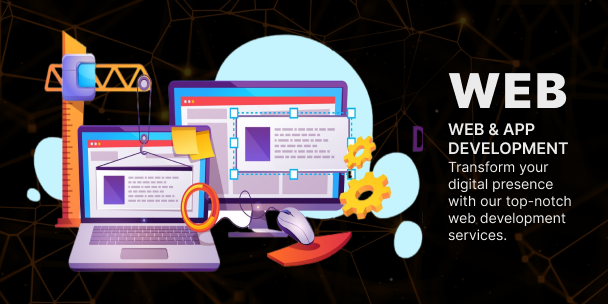 WEB
WEB & APP
DEVELOPMENT
Transform your
digital presence
with our top-notch
web development
services.